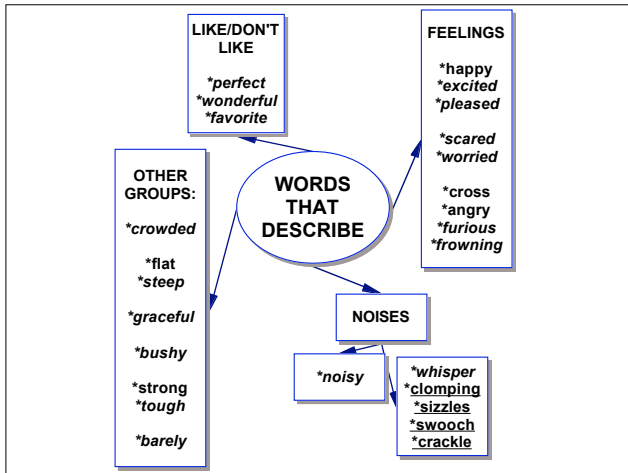 LIKE/DON'T
LIKE
*perfect
*wonderful
*favorite
FEELINGS
*happy
*excited
*pleased
*scared
*worried
*cross
*angry
*furious
*frowning
WORDS
THAT
DESCRIBE
OTHER
GROUPS:
*crowded
*flat
*steep
*graceful
*bushy
*strong
*tough
*barely
NOISES
*noisy
*whisper
*clomping
*sizzles
*swooch
*crackle